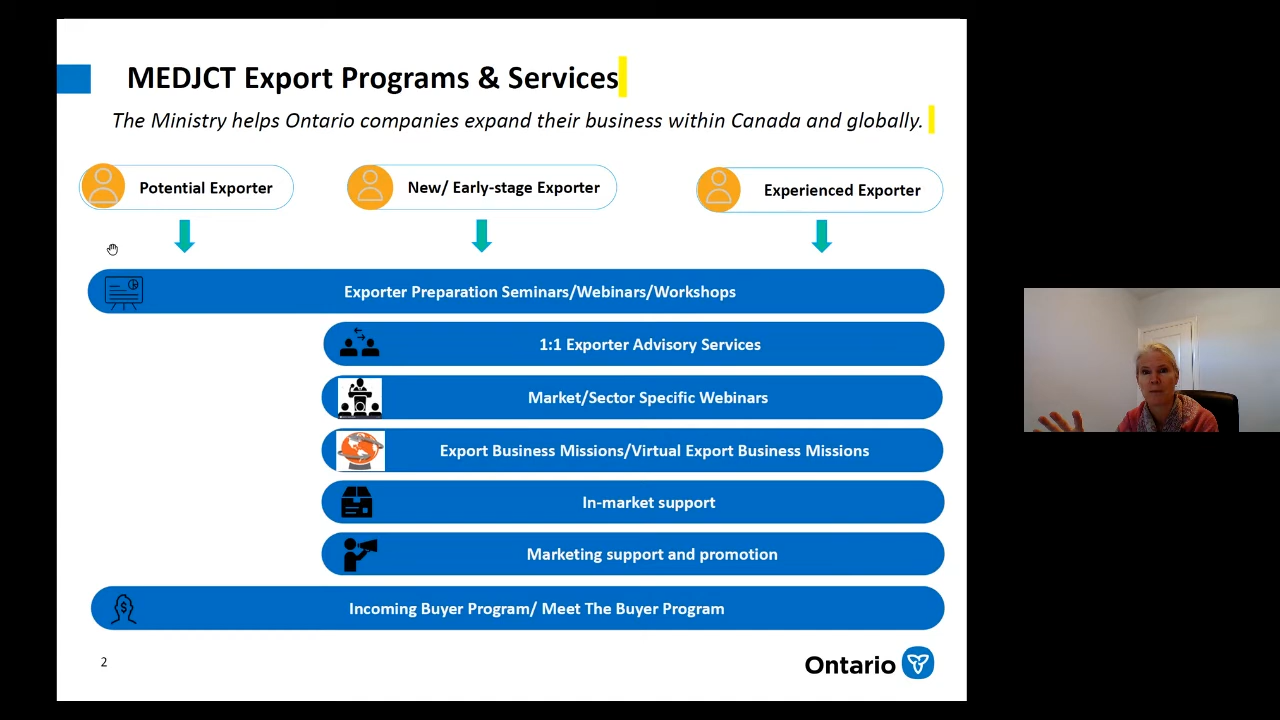 MEDJCT Export Programs & Services
The Ministry helps Ontario companies expand their business within Canada and globally.
Potential Exporter
New/ Early-stage Exporter
Experienced Exporter
Exporter Preparation Seminars/Webinars/Workshops
1:1 Exporter Advisory Services
Market/Sector Specific Webinars
Export Business Missions/Virtual Export Business Missions
In-market support
Marketing support and promotion
$
Incoming Buyer Program/ Meet The Buyer Program
2
Ontario